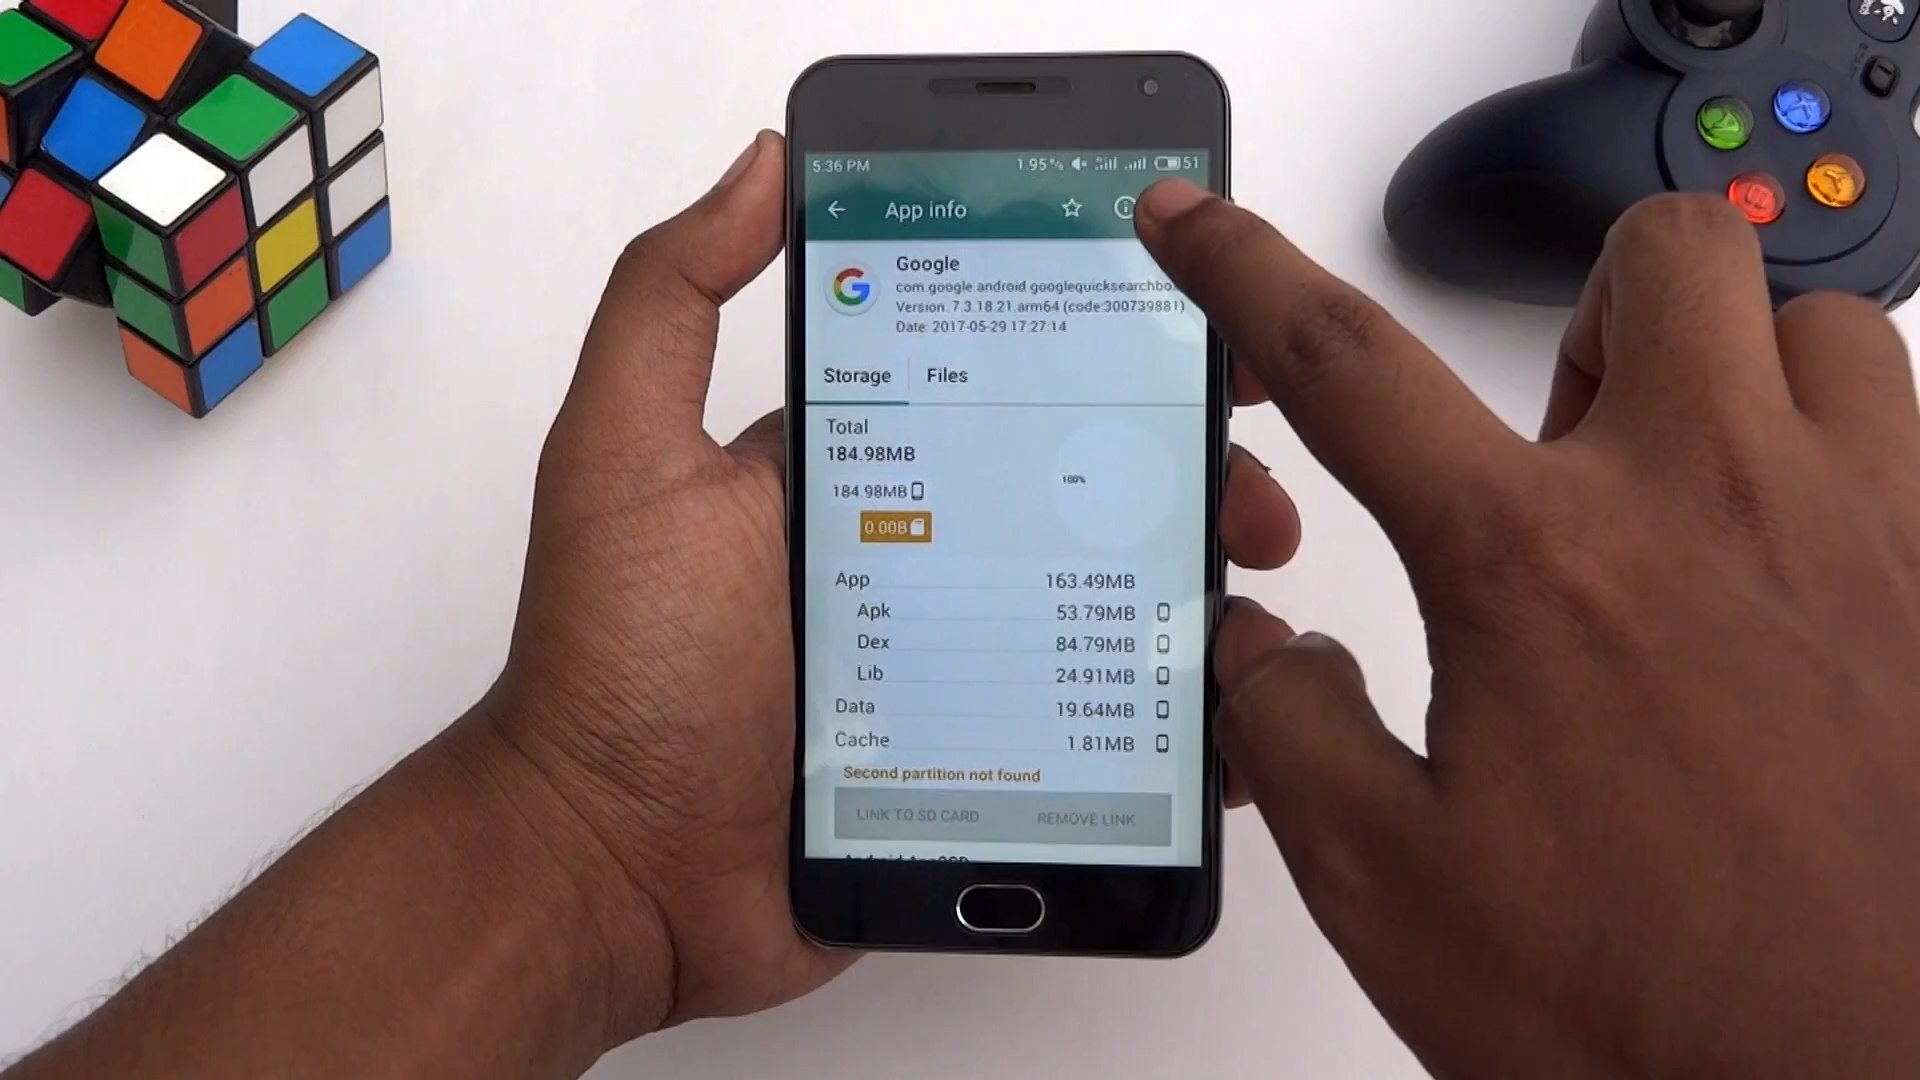 5:36 PM 1.95 51
App info
Google
com.google.android.googlequicksearchbo
Version: 7.3.18.21.arm64 (code:300739881)
Date: 2017-05-29 17:27:14
Storage Files
Total
184.98MB
184.98MB
100%
0.00B
App 163.49MB
Apk 53.79MB
Dex 84.79MB
Lib 24.91MB
Data 19.64MB
Cache 1.81MB
Second partition not found
LINK TO SD CARD REMOVE LINK